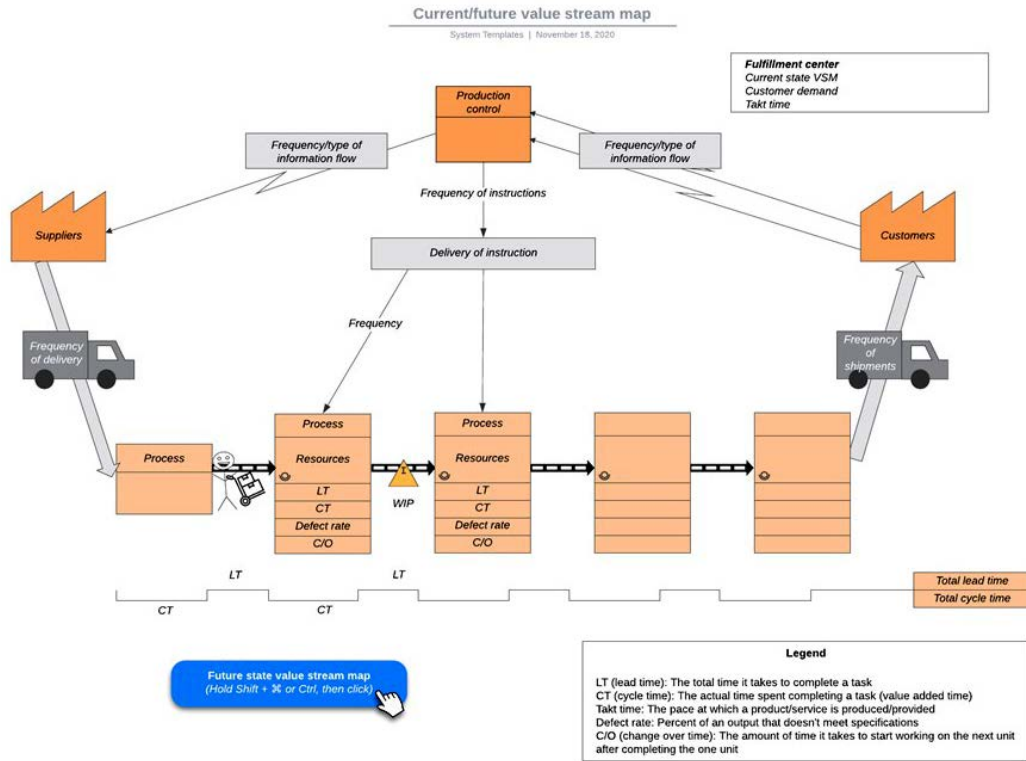 Current/future value stream map
System Templates | November 18, 2020
Fulfillment center
Current state VSM
Customer demand
Takt time
Production
control
Frequency/type of
information flow
Frequency/type of
information flow
Frequency of instructions
Suppliers
Customers
Delivery of instruction
Frequency
Frequency
of delivery
Frequency
of
shipments
Process
Process
Resources
LT
CT
Defect rate
C/O
I
WIP
Process
Resources
LT
CT
Defect rate
C/O
LT
LT
CT
CT
Total lead time
Total cycle time
Future state value stream map
(Hold Shift + ⌘ or Ctrl, then click)
Legend
LT (lead time): The total time it takes to complete a task
CT (cycle time): The actual time spent completing a task (value added time)
Takt time: The pace at which a product/service is produced/provided
Defect rate: Percent of an output that doesn't meet specifications
C/O (change over time): The amount of time it takes to start working on the next unit
after completing the one unit